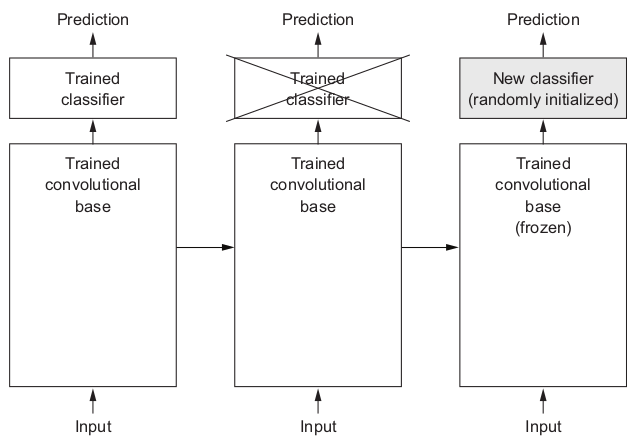 Prediction
Prediction
Prediction
Trained
classifier
Trained
classifier
New classifier
(randomly initialized)
Trained
convolutional
base
Trained
convolutional
base
Trained
convolutional
base
(frozen)
Input
Input
Input